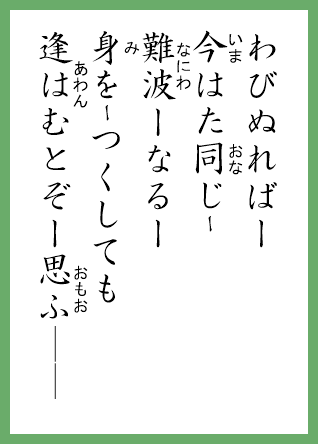 わびぬればー
今はた同じ~
難波ーなるー
身を~つくしても
逢はむとぞー思ふ――
いま
おな
なにわ
み
あわん
おもお